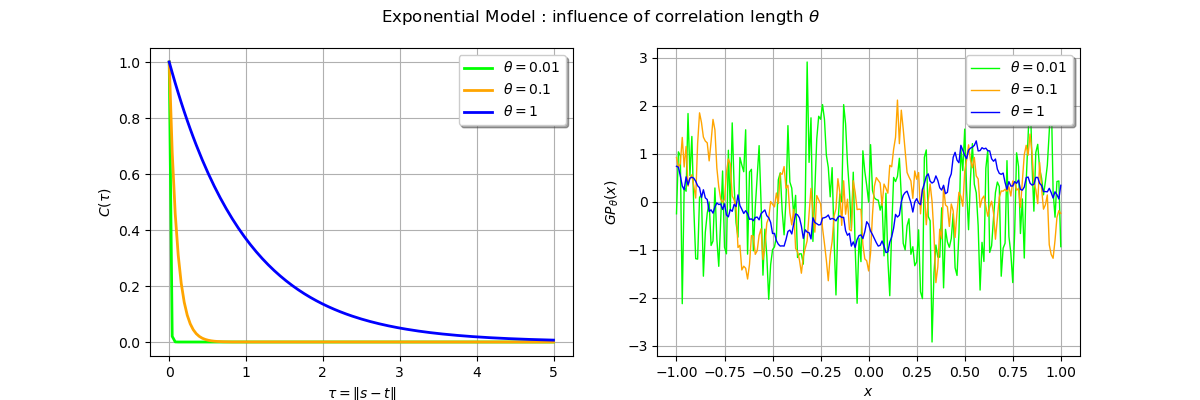 Exponential Model : influence of correlation length θ
C(τ)
1.0
0.8
0.6
0.4
0.2
0.0
θ = 0.01
θ = 0.1
θ = 1
0 1 2 3 4 5
τ = ‖s − t‖
GP_θ(x)
3
2
1
0
−1
−2
−3
θ = 0.01
θ = 0.1
θ = 1
−1.00 −0.75 −0.50 −0.25 0.00 0.25 0.50 0.75 1.00
x